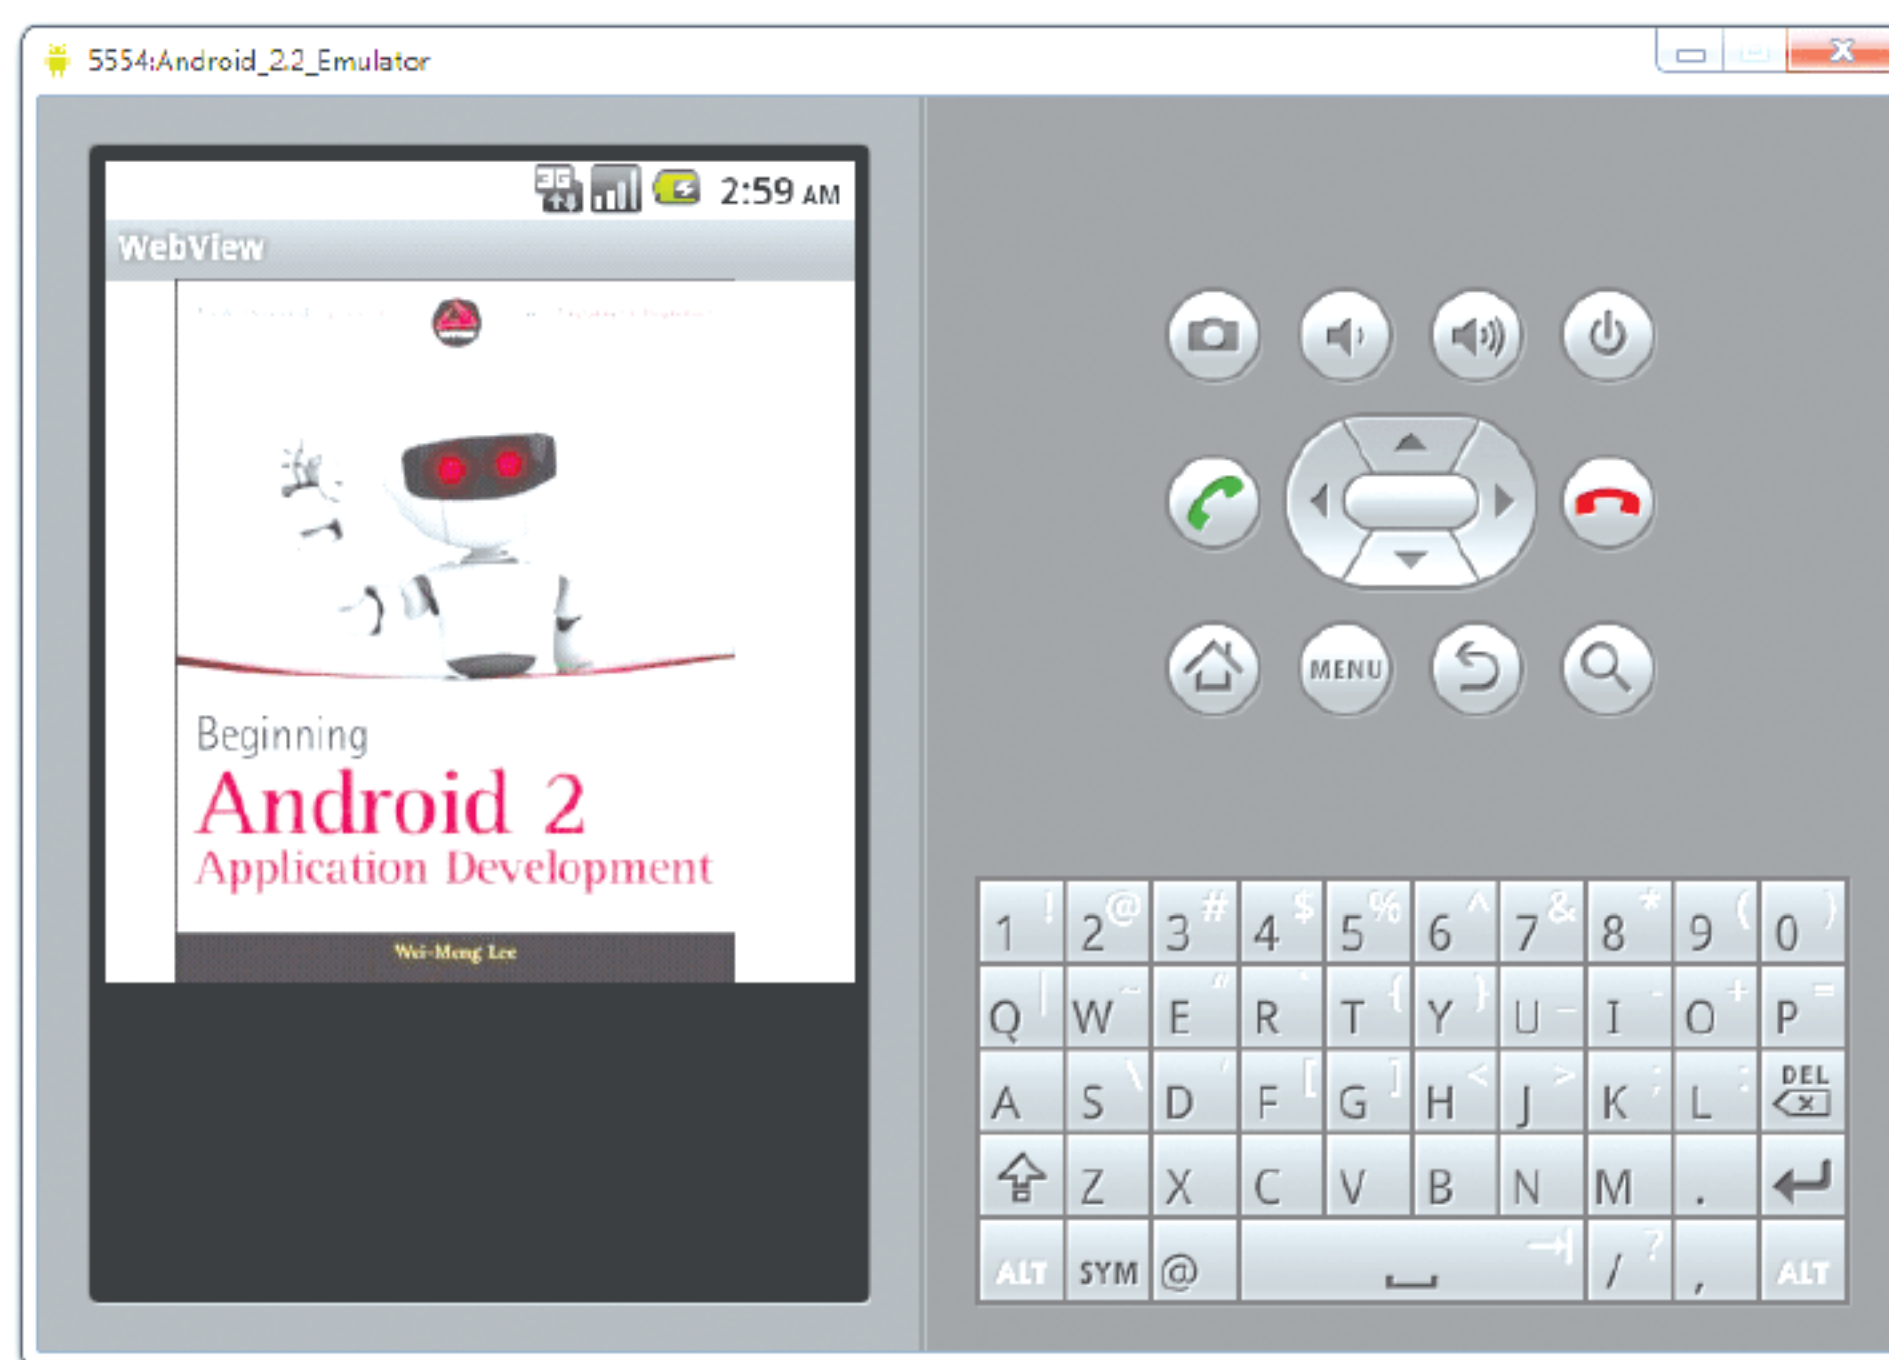 5554:Android_2.2_Emulator
3G 2:59 AM
WebView
Beginning
Android 2
Application Development
Wei-Meng Lee
MENU
1 ! 2 @ 3 # 4 $ 5 % 6 ^ 7 & 8 * 9 ( 0 )
Q | W ~ E " R ` T { Y } U _ I - O + P =
A S \ D ' F [ G ] H < J > K ; L : DEL
Z X C V B N M .
ALT SYM @ / ? , ALT